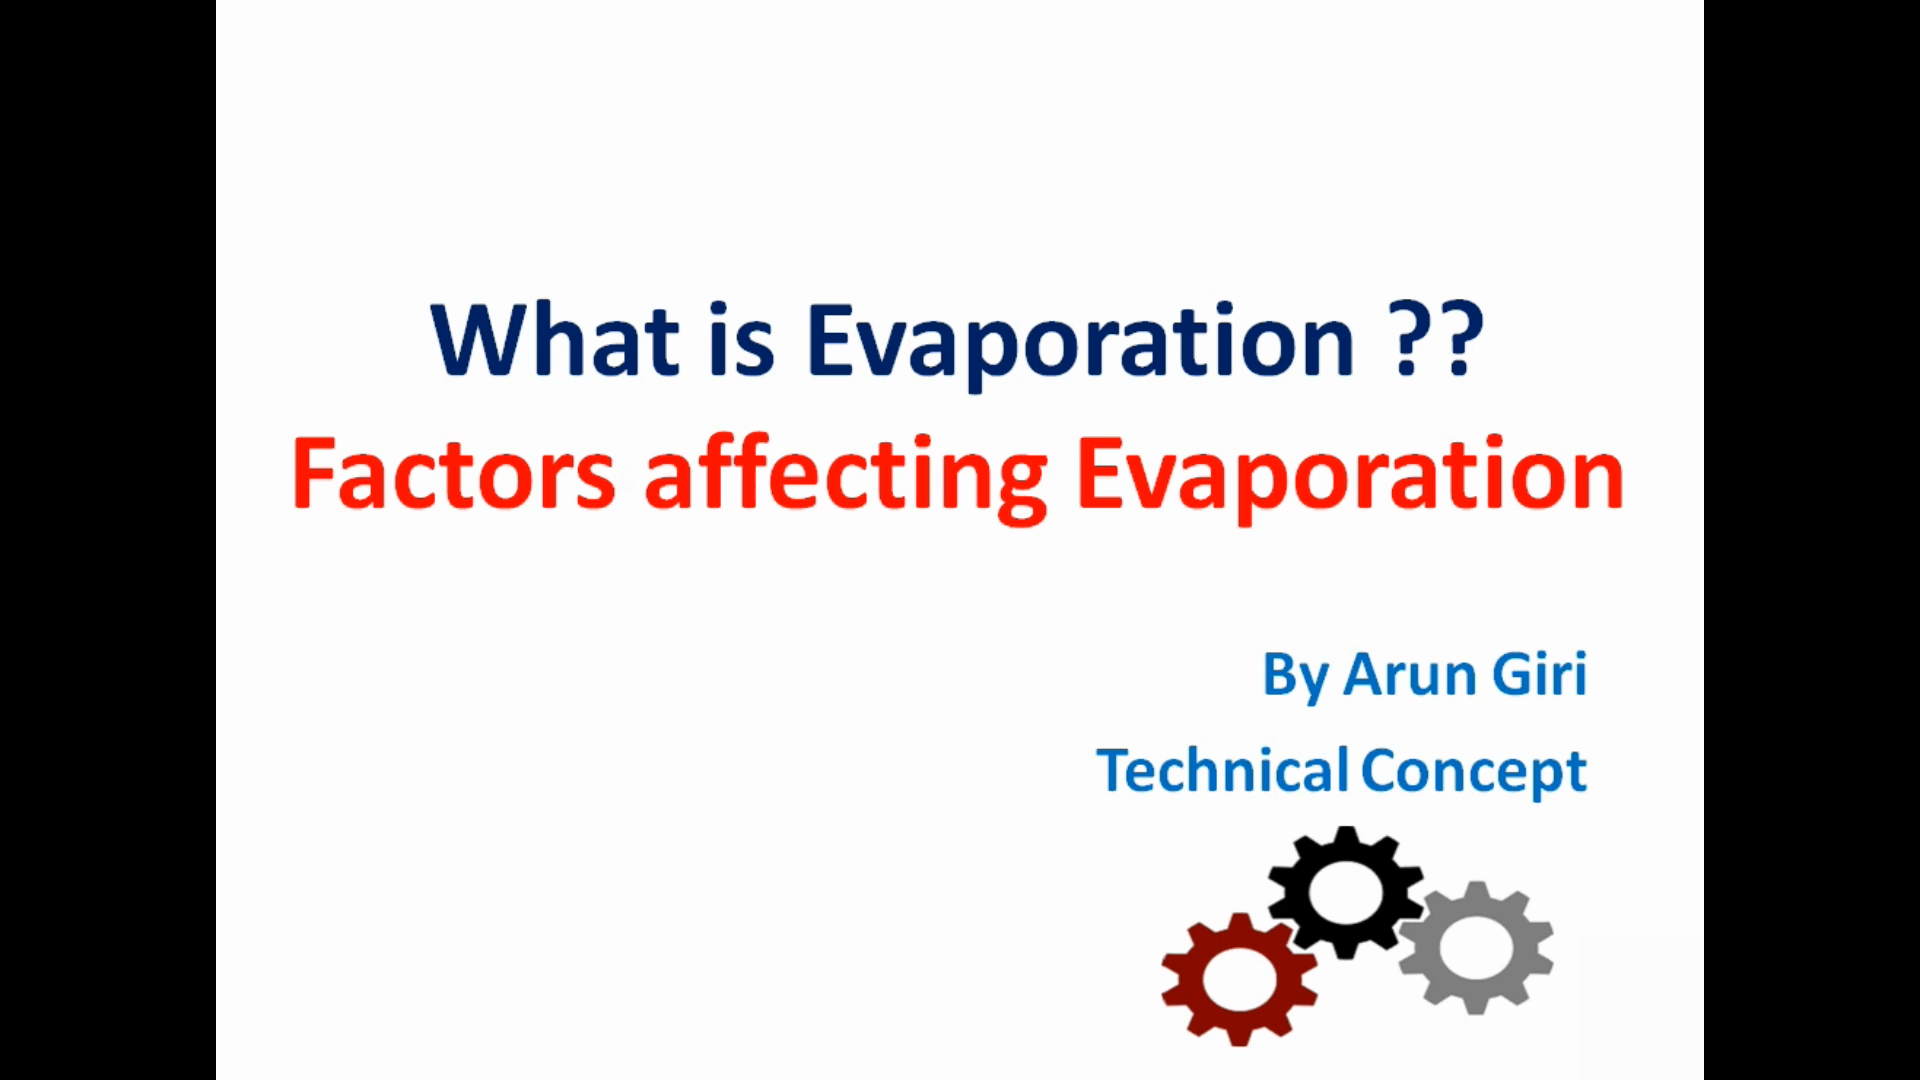 What is Evaporation ??
Factors affecting Evaporation
By Arun Giri
Technical Concept